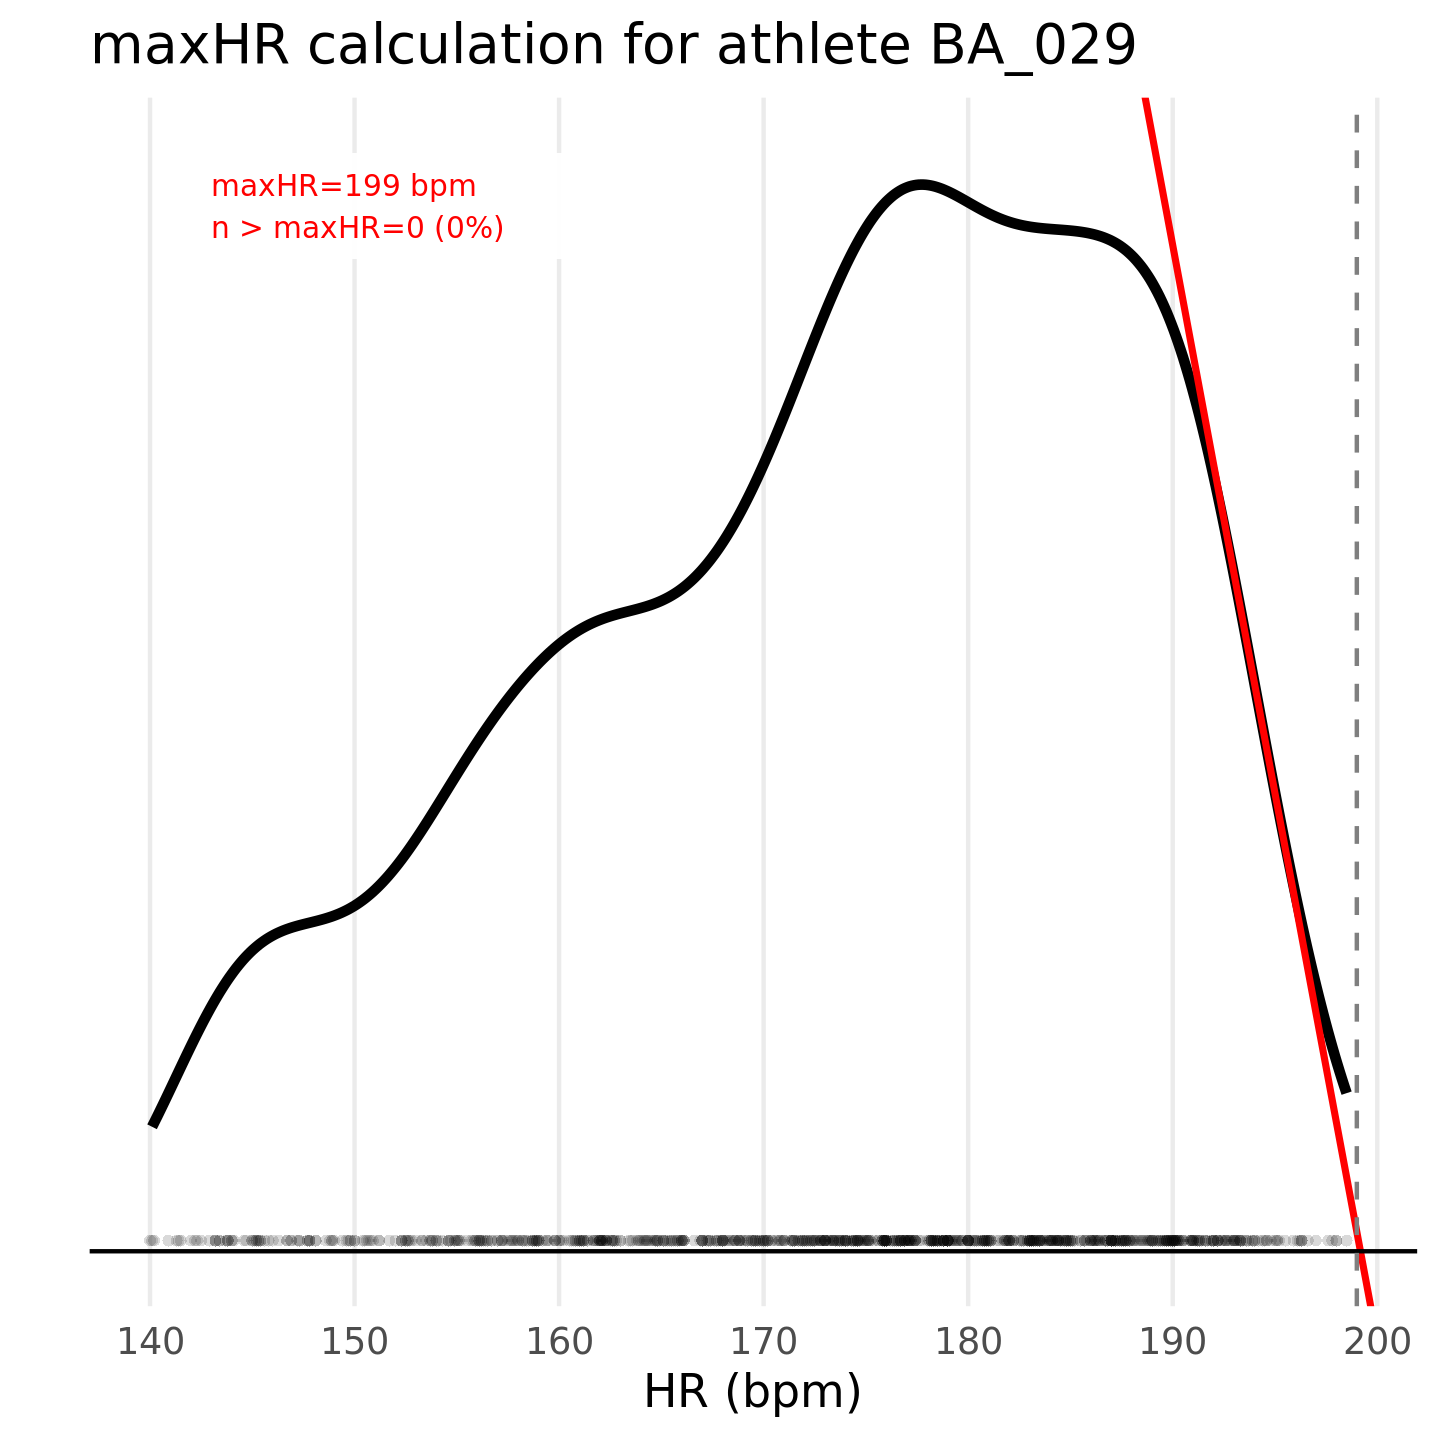 maxHR calculation for athlete BA_029
maxHR=199 bpm
n > maxHR=0 (0%)
140 150 160 170 180 190 200
HR (bpm)